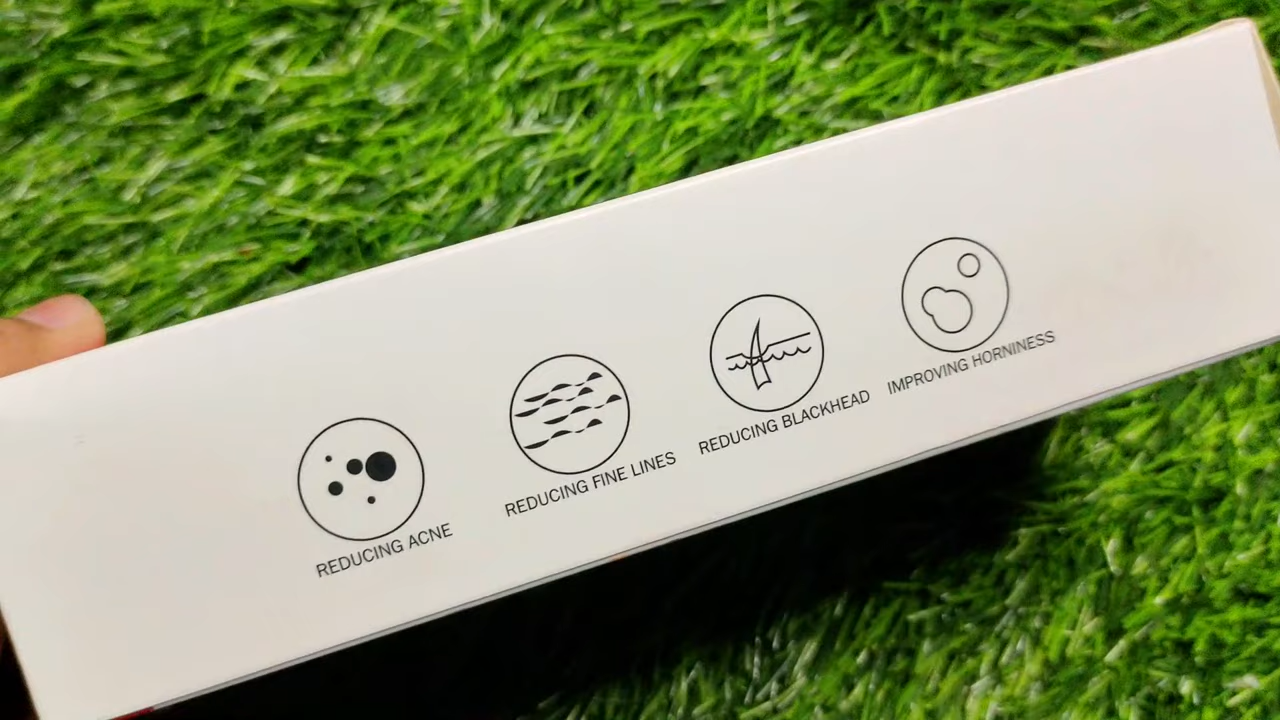 REDUCING ACNE
REDUCING FINE LINES
REDUCING BLACKHEAD
IMPROVING HORNINESS